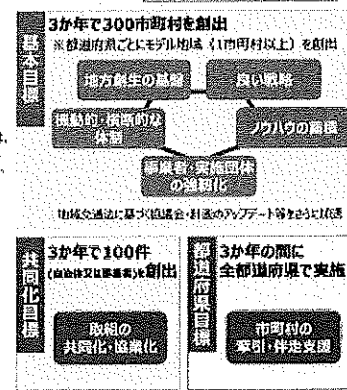 基本目標
3か年で300市町村を創出
※都道府県ごとにモデル地域（1市町村以上）を創出
地方創生の基盤
良い戦略
機動的・横断的な
体制
ノウハウの蓄積
事業者・実施団体
の強靱化
地域交通法に基づく協議会・計画のアップデート等をさらに
共同化目標
3か年で100件
(自治体又は事業者)を創出
取組の
共同化・協業化
都道府県目標
3か年の間に
全都道府県で実施
市町村の
牽引・伴走支援